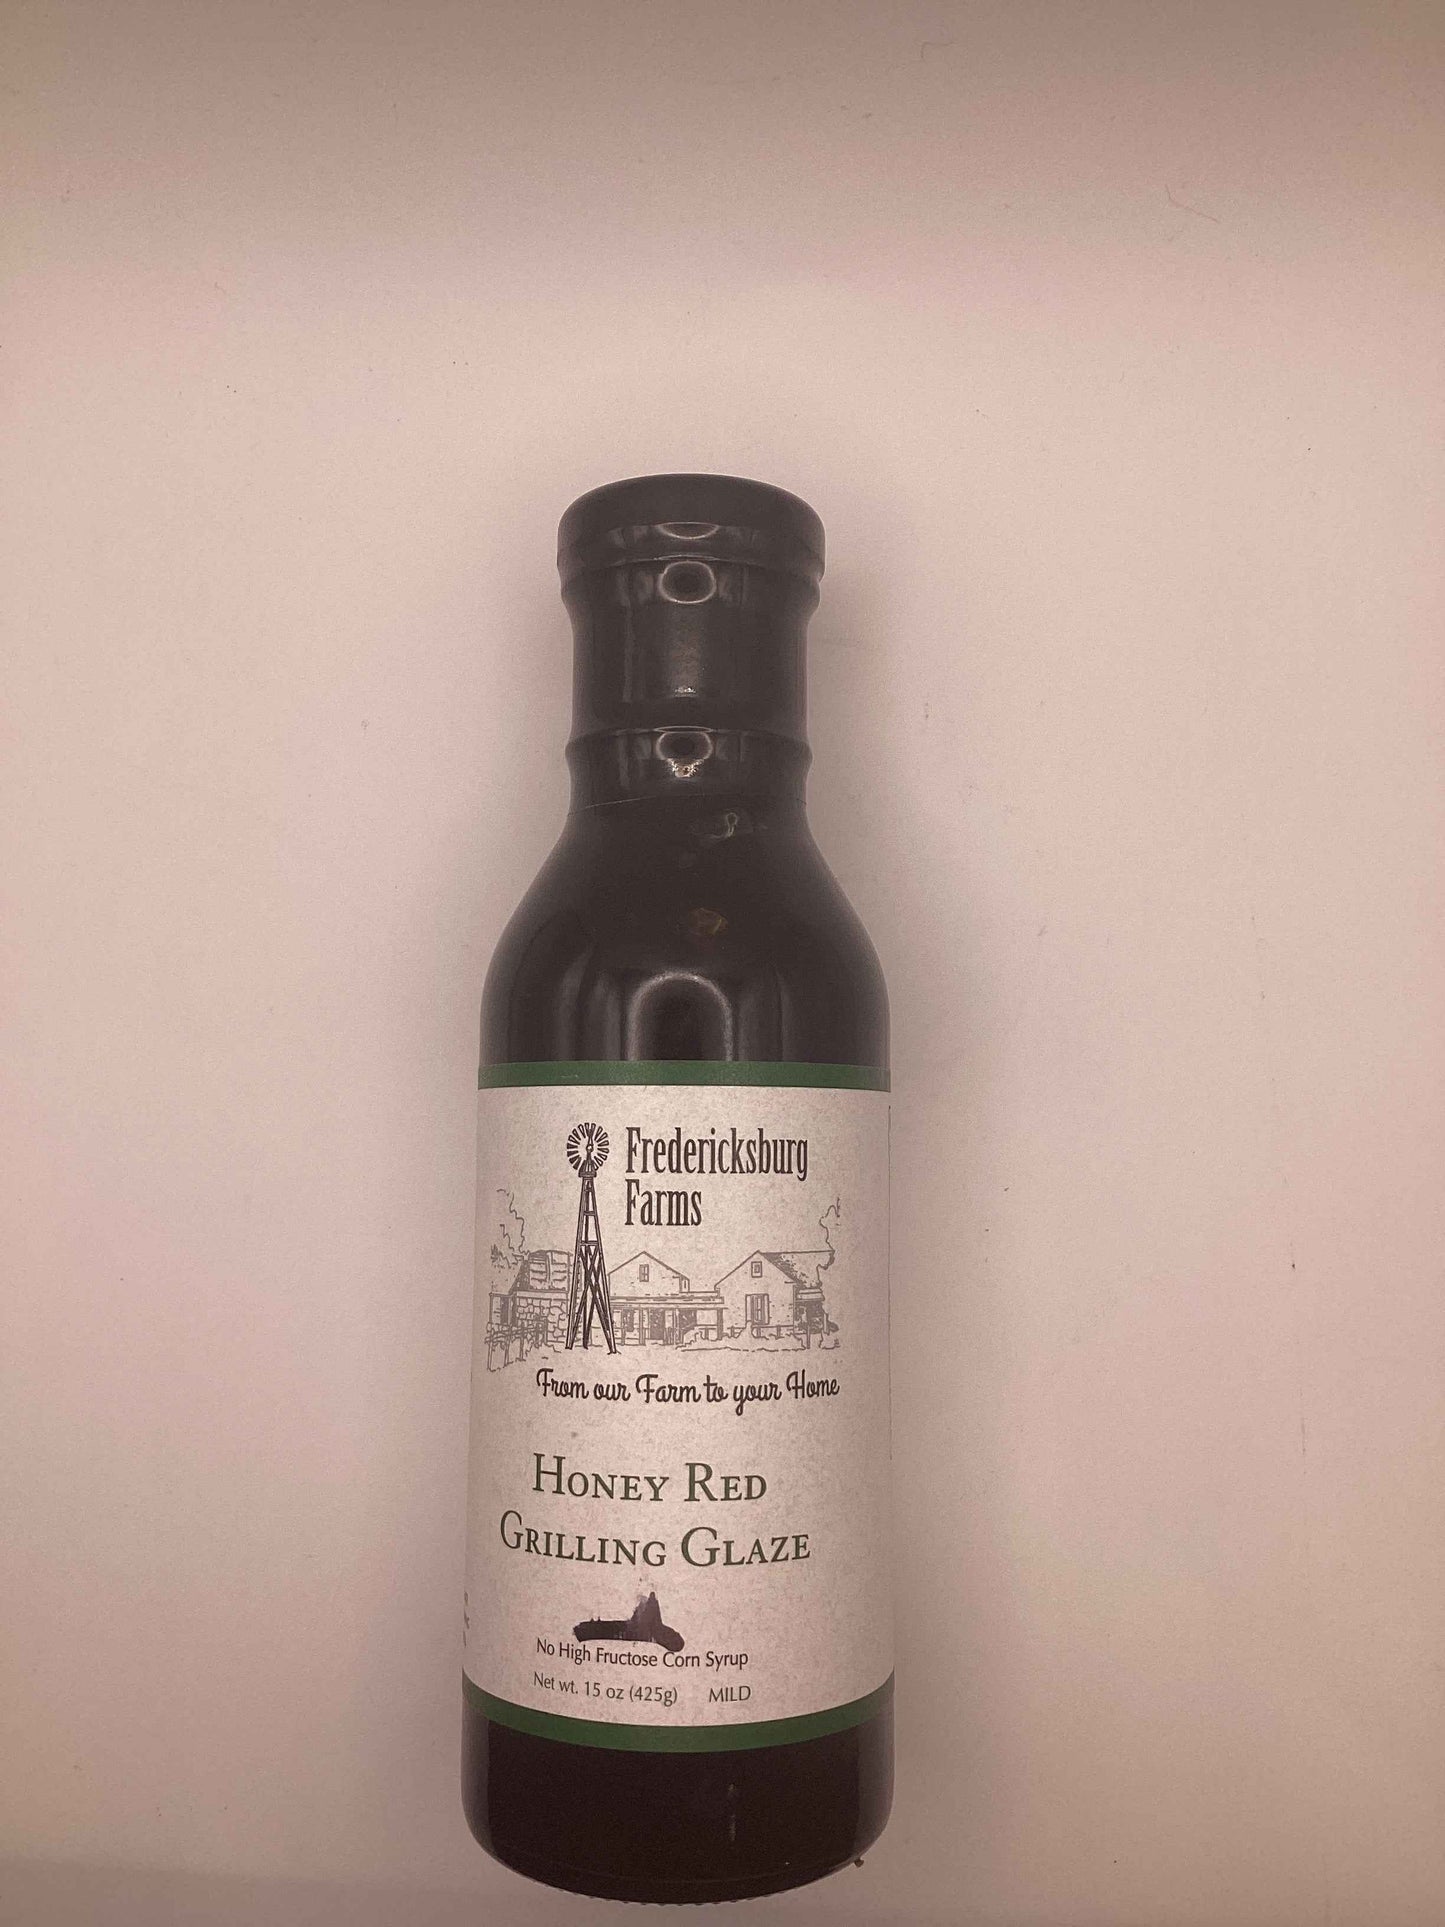 Fredericksburg
Farms
From our Farm to your Home
HONEY RED
GRILLING GLAZE
No High Fructose Corn Syrup
Net wt. 15 oz (425g) MILD